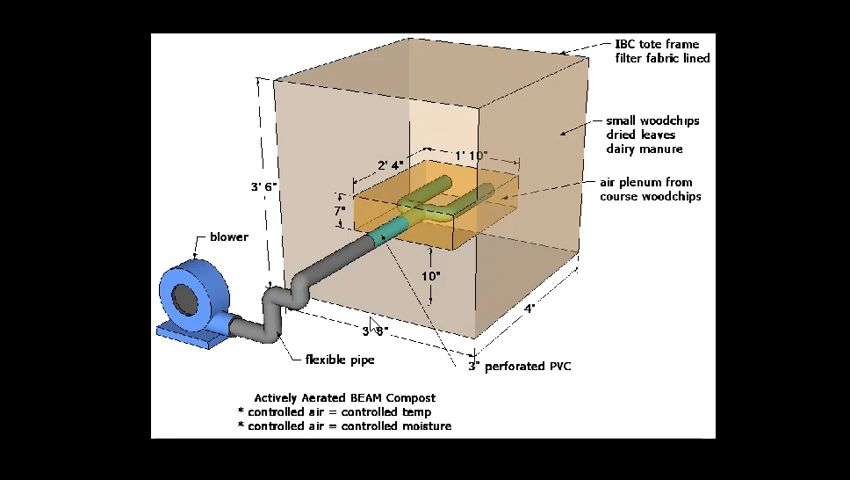 IBC tote frame
filter fabric lined
small woodchips
dried leaves
dairy manure
1' 10"
2' 4"
3' 6"
air plenum from
course woodchips
7"
blower
10"
4"
3' 8"
flexible pipe
3" perforated PVC
Actively Aerated BEAM Compost
* controlled air = controlled temp
* controlled air = controlled moisture